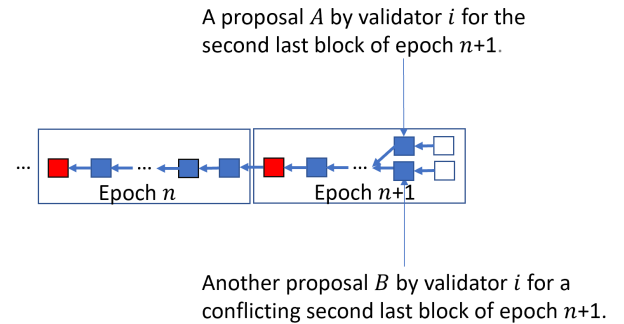 A proposal A by validator i for the
second last block of epoch n+1.
...
...
...
Epoch n
Epoch n+1
Another proposal B by validator i for a
conflicting second last block of epoch n+1.